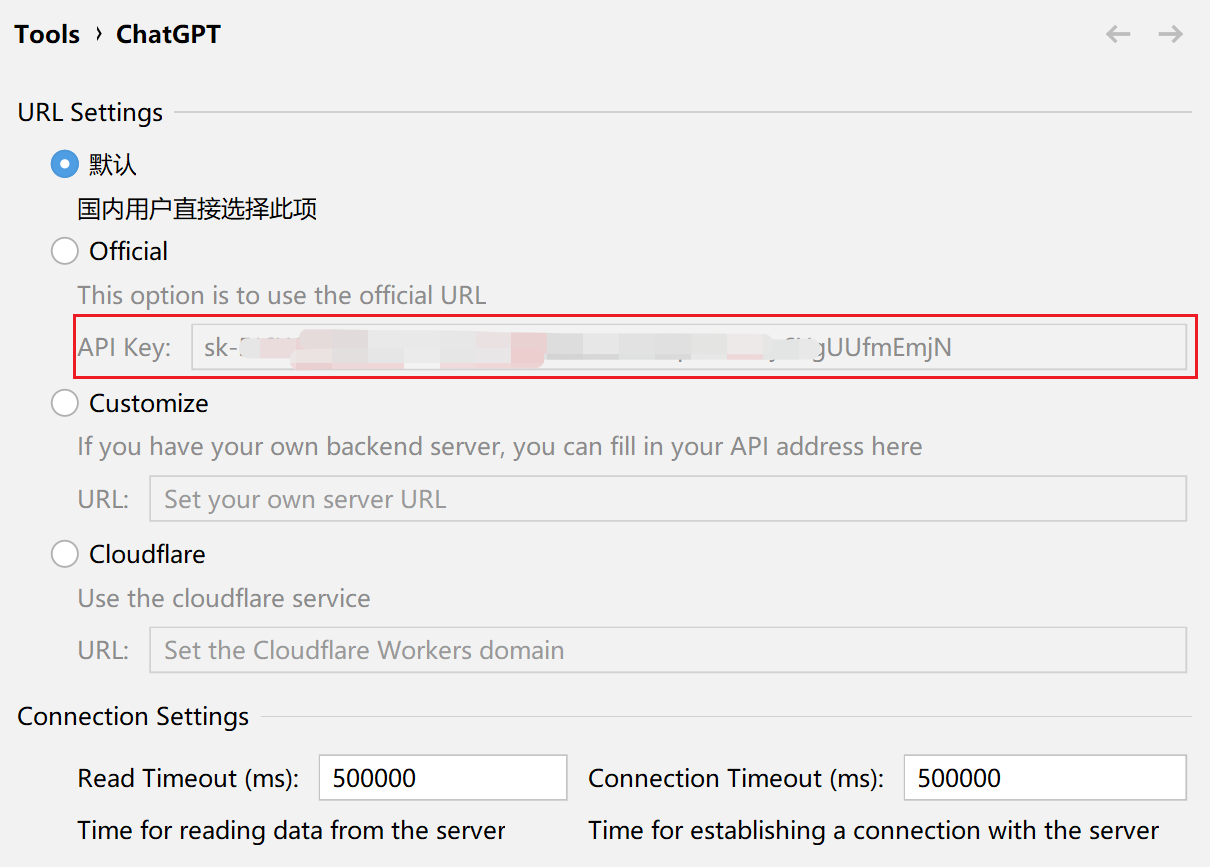 Tools › ChatGPT
URL Settings
默认
国内用户直接选择此项
Official
This option is to use the official URL
API Key: sk-
Customize
If you have your own backend server, you can fill in your API address here
URL: Set your own server URL
Cloudflare
Use the cloudflare service
URL: Set the Cloudflare Workers domain
Connection Settings
Read Timeout (ms): 500000 Connection Timeout (ms): 500000
Time for reading data from the server Time for establishing a connection with the server